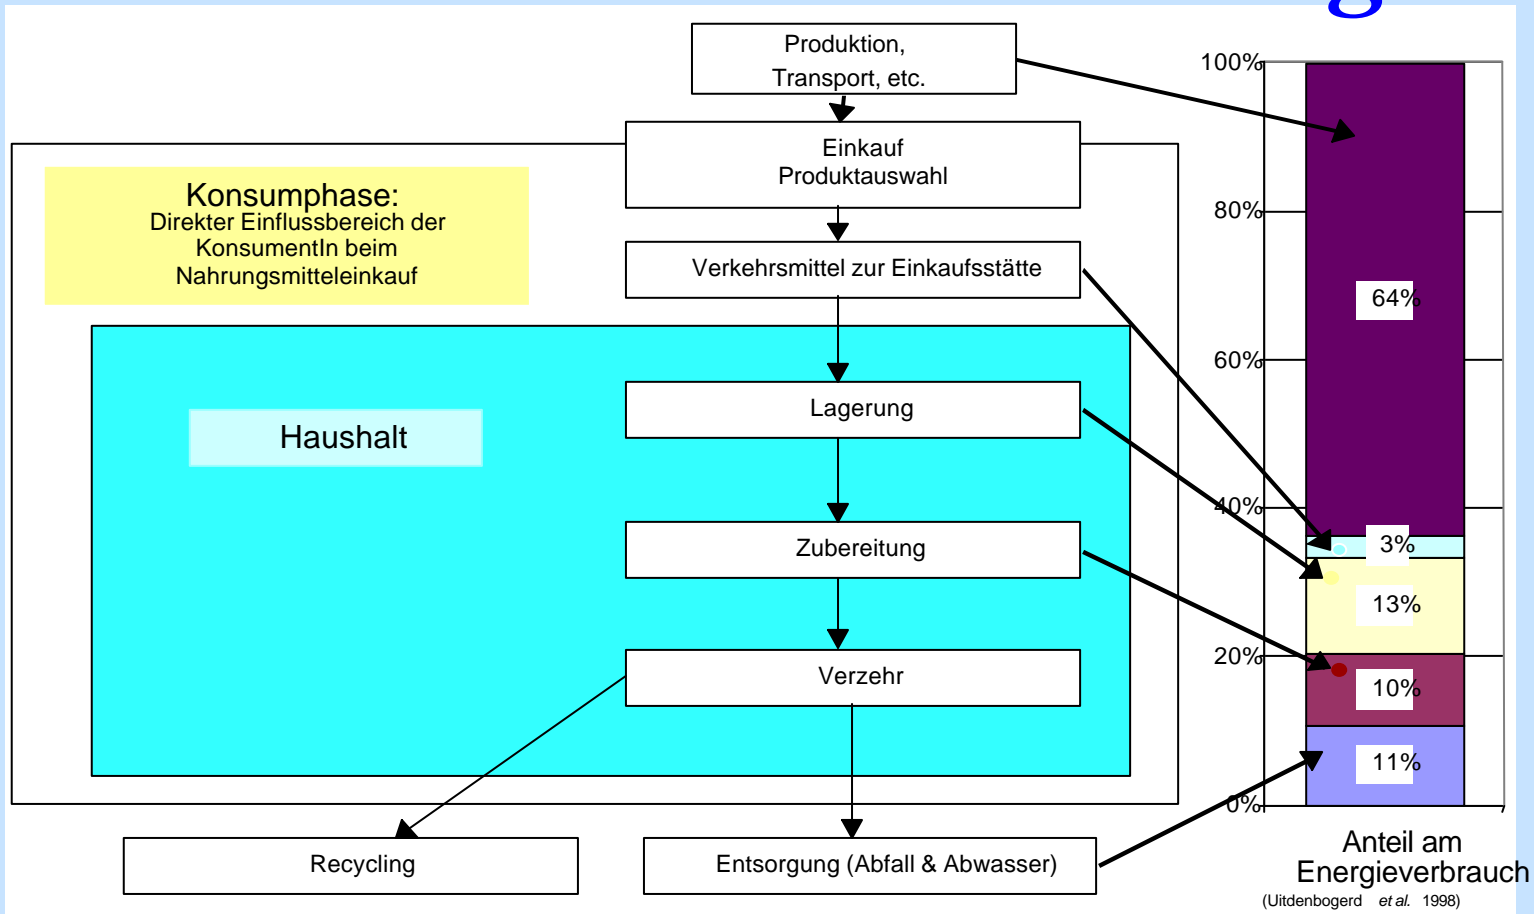 Produktion,
Transport, etc.
Einkauf
Produktauswahl
Konsumphase:
Direkter Einflussbereich der
KonsumentIn beim
Nahrungsmitteleinkauf
Verkehrsmittel zur Einkaufsstätte
Haushalt
Lagerung
Zubereitung
Verzehr
Recycling
Entsorgung (Abfall & Abwasser)
100%
80%
60%
40%
20%
0%
64%
3%
13%
10%
11%
Anteil am
Energieverbrauch
(Uitdenbogerd et al. 1998)